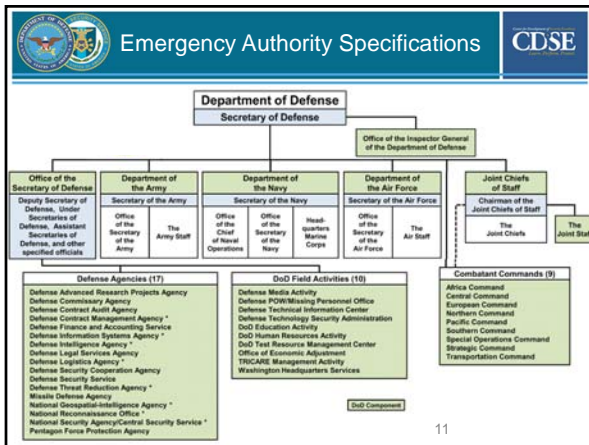 Emergency Authority Specifications
CDSE
Department of Defense
Secretary of Defense
Office of the Inspector General
of the Department of Defense
Office of the
Secretary of Defense
Deputy Secretary of
Defense, Under
Secretaries of
Defense, Assistant
Secretaries of
Defense, and other
specified officials
Department of
the Army
Secretary of the Army
Office
of the
Secretary
of the
Army
The
Army Staff
Department of
the Navy
Secretary of the Navy
Office of
the Chief
of Naval
Operations
Office
of the
Secretary
of the
Navy
Head-
quarters
Marine
Corps
Department of
the Air Force
Secretary of the Air Force
Office
of the
Secretary
of the
Air Force
The
Air Staff
Joint Chiefs
of Staff
Chairman of the
Joint Chiefs of Staff
The
Joint Chiefs
The
Joint Staff
Defense Agencies (17)
Defense Advanced Research Projects Agency
Defense Commissary Agency
Defense Contract Audit Agency
Defense Contract Management Agency *
Defense Finance and Accounting Service
Defense Information Systems Agency *
Defense Intelligence Agency *
Defense Legal Services Agency
Defense Logistics Agency *
Defense Security Cooperation Agency
Defense Security Service
Defense Threat Reduction Agency *
Missile Defense Agency
National Geospatial-Intelligence Agency *
National Reconnaissance Office *
National Security Agency/Central Security Service *
Pentagon Force Protection Agency
DoD Field Activities (10)
Defense Media Activity
Defense POW/Missing Personnel Office
Defense Technical Information Center
Defense Technology Security Administration
DoD Education Activity
DoD Human Resources Activity
DoD Test Resource Management Center
Office of Economic Adjustment
TRICARE Management Activity
Washington Headquarters Services
Combatant Commands (9)
Africa Command
Central Command
European Command
Northern Command
Pacific Command
Southern Command
Special Operations Command
Strategic Command
Transportation Command
DoD Component
11